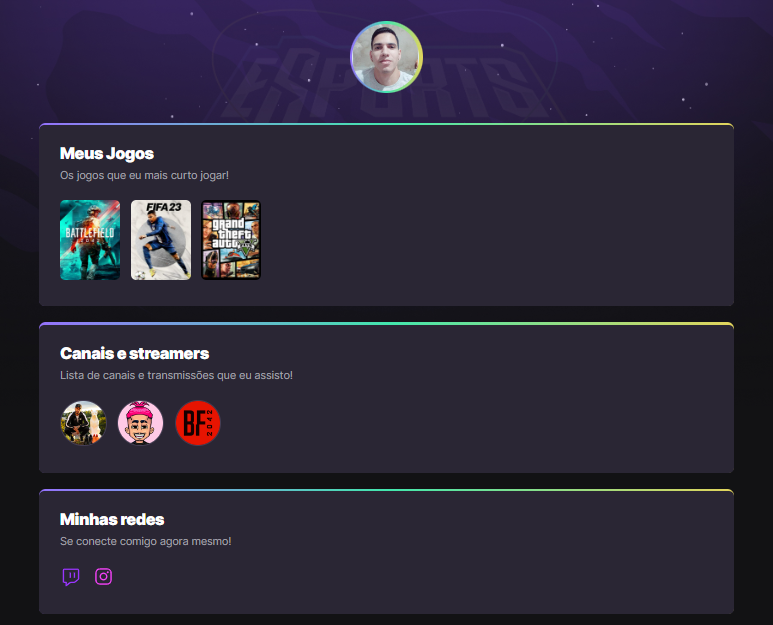 ESPORTS
Meus Jogos
Os jogos que eu mais curto jogar!
BATTLEFIELD
2042
FIFA 23
grand
theft
auto
V
Canais e streamers
Lista de canais e transmissões que eu assisto!
BF
2042
Minhas redes
Se conecte comigo agora mesmo!